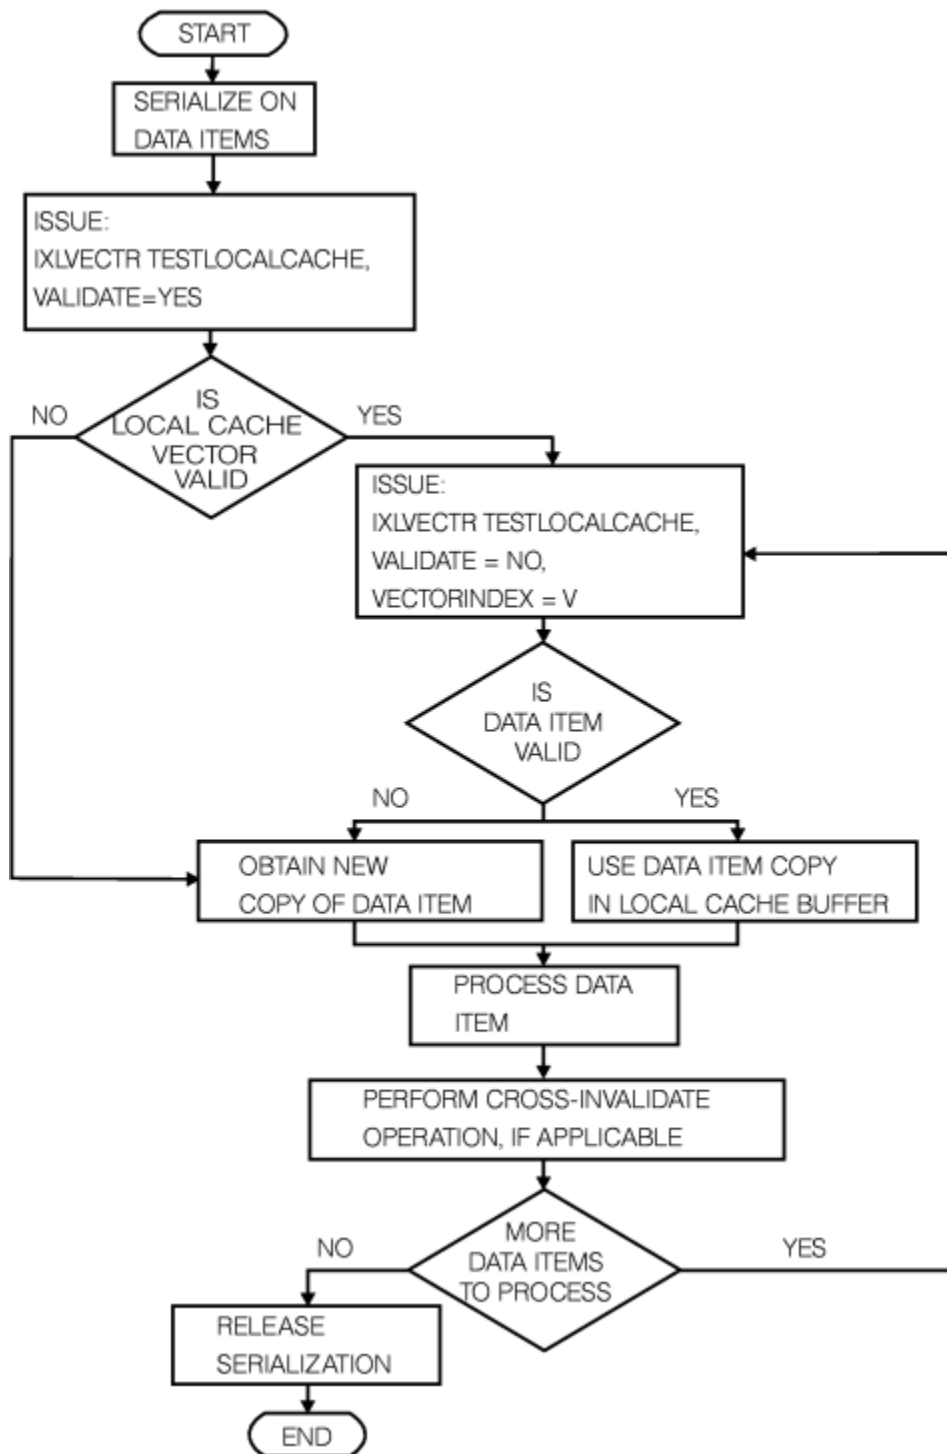 START
SERIALIZE ON
DATA ITEMS
ISSUE:
IXLVECTR TESTLOCALCACHE,
VALIDATE=YES
IS
LOCAL CACHE
VECTOR
VALID
NO
YES
ISSUE:
IXLVECTR TESTLOCALCACHE,
VALIDATE = NO,
VECTORINDEX = V
IS
DATA ITEM
VALID
NO
YES
OBTAIN NEW
COPY OF DATA ITEM
USE DATA ITEM COPY
IN LOCAL CACHE BUFFER
PROCESS DATA
ITEM
PERFORM CROSS-INVALIDATE
OPERATION, IF APPLICABLE
MORE
DATA ITEMS
TO PROCESS
NO
YES
RELEASE
SERIALIZATION
END